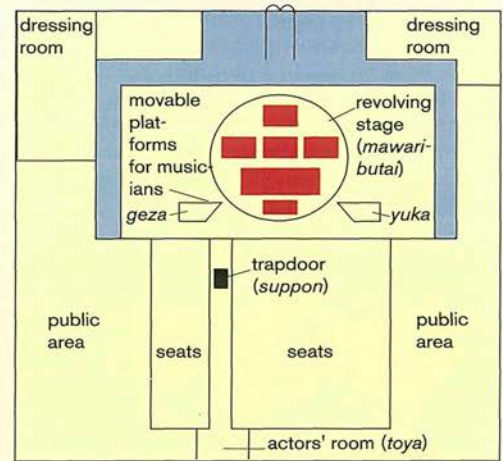 dressing
room
dressing
room
movable
plat-
forms
for music-
ians
geza
revolving
stage
(mawari-
butai)
yuka
trapdoor
(suppon)
public
area
seats
seats
public
area
actors' room (toya)